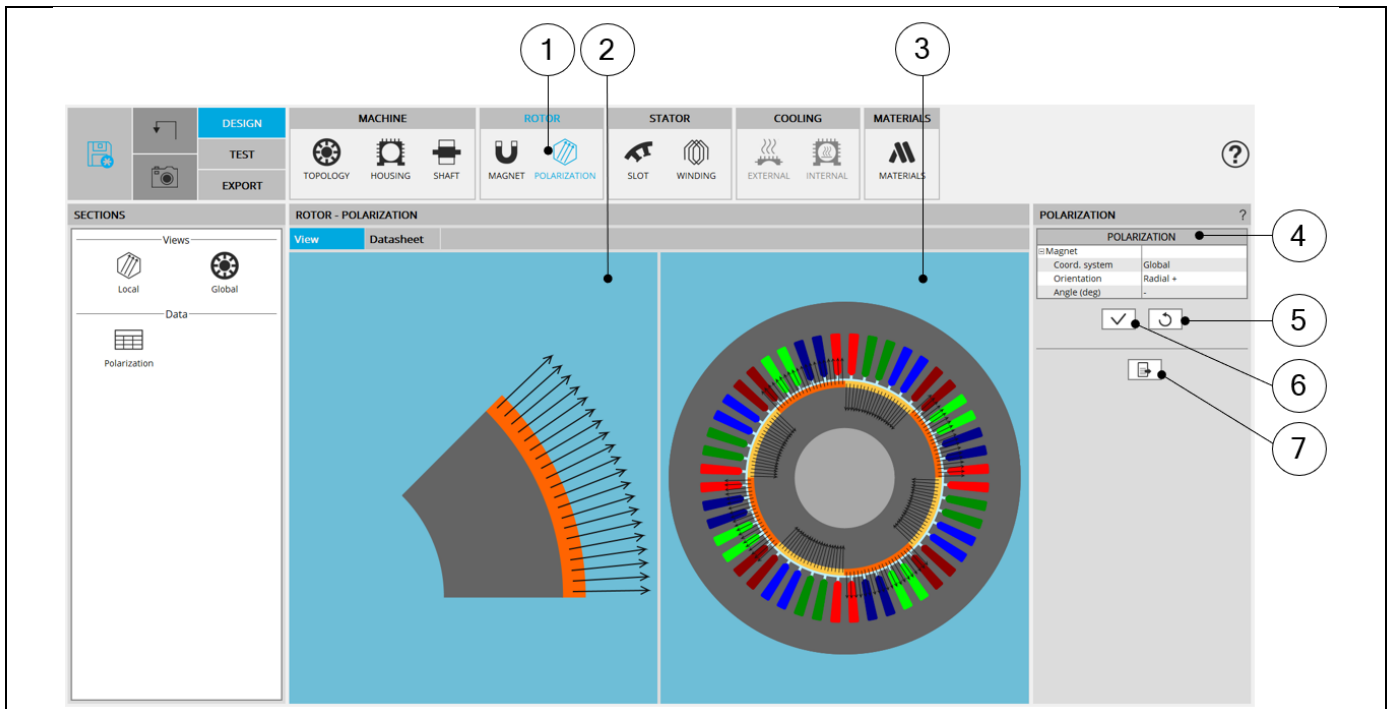 1
2
3
DESIGN
MACHINE
ROTOR
STATOR
COOLING
MATERIALS
TEST
EXPORT
TOPOLOGY
HOUSING
SHAFT
MAGNET
POLARIZATION
SLOT
WINDING
EXTERNAL
INTERNAL
MATERIALS
?
SECTIONS
ROTOR - POLARIZATION
POLARIZATION
?
Views
View
Datasheet
POLARIZATION
4
Magnet
Coord. system
Global
Orientation
Radial +
Angle (deg)
-
Local
Global
Data
5
Polarization
6
7